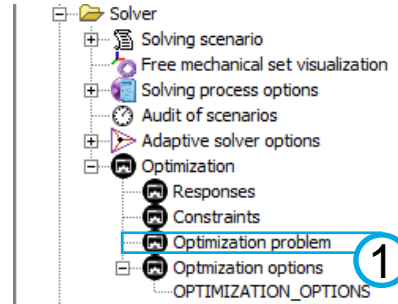 Solver
Solving scenario
Free mechanical set visualization
Solving process options
Audit of scenarios
Adaptive solver options
Optimization
Responses
Constraints
Optimization problem
1
Optmization options
OPTIMIZATION_OPTIONS